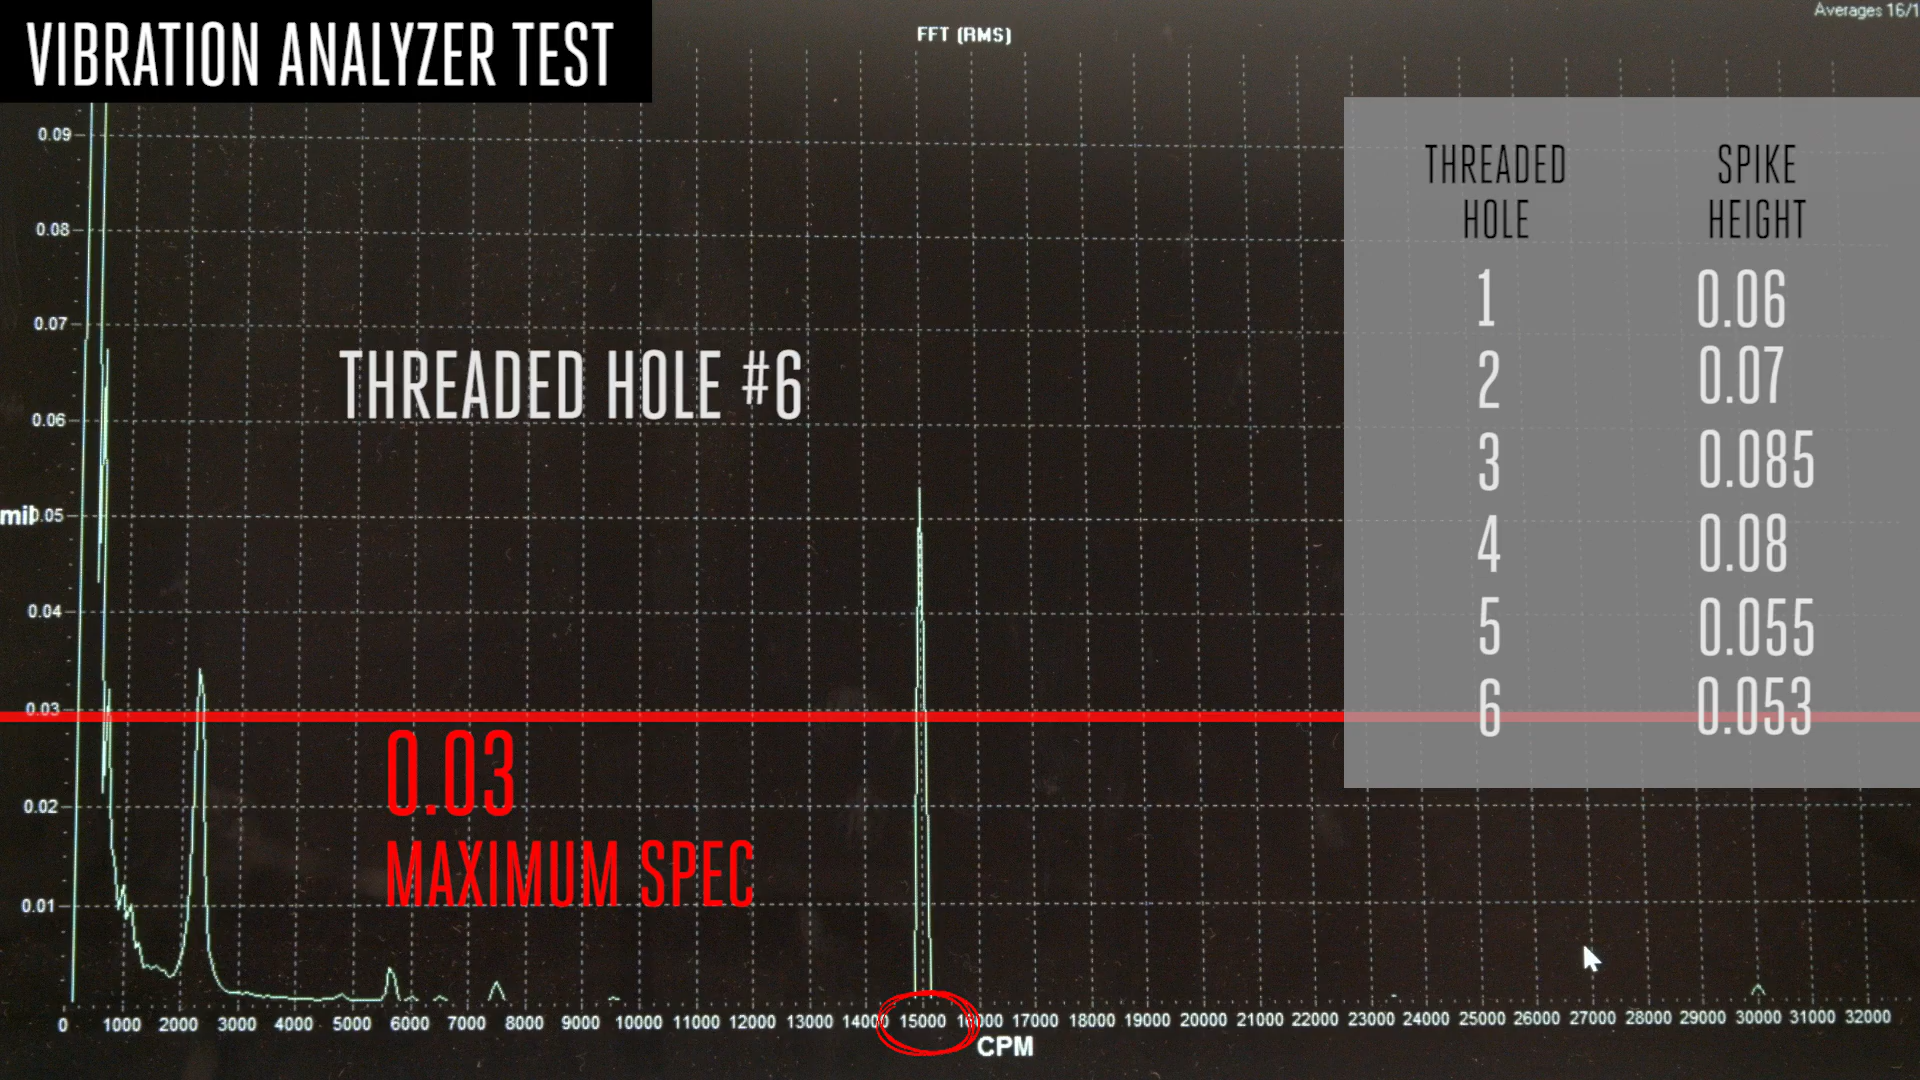 VIBRATION ANALYZER TEST
FFT (RMS)
Averages 16/1
THREADED HOLE SPIKE HEIGHT
1 0.06
2 0.07
3 0.085
4 0.08
5 0.055
6 0.053
THREADED HOLE #6
0.03
MAXIMUM SPEC
0.09
0.08
0.07
0.06
mil 0.05
0.04
0.03
0.02
0.01
0 1000 2000 3000 4000 5000 6000 7000 8000 9000 10000 11000 12000 13000 14000 15000 16000 17000 18000 19000 20000 21000 22000 23000 24000 25000 26000 27000 28000 29000 30000 31000 32000
CPM